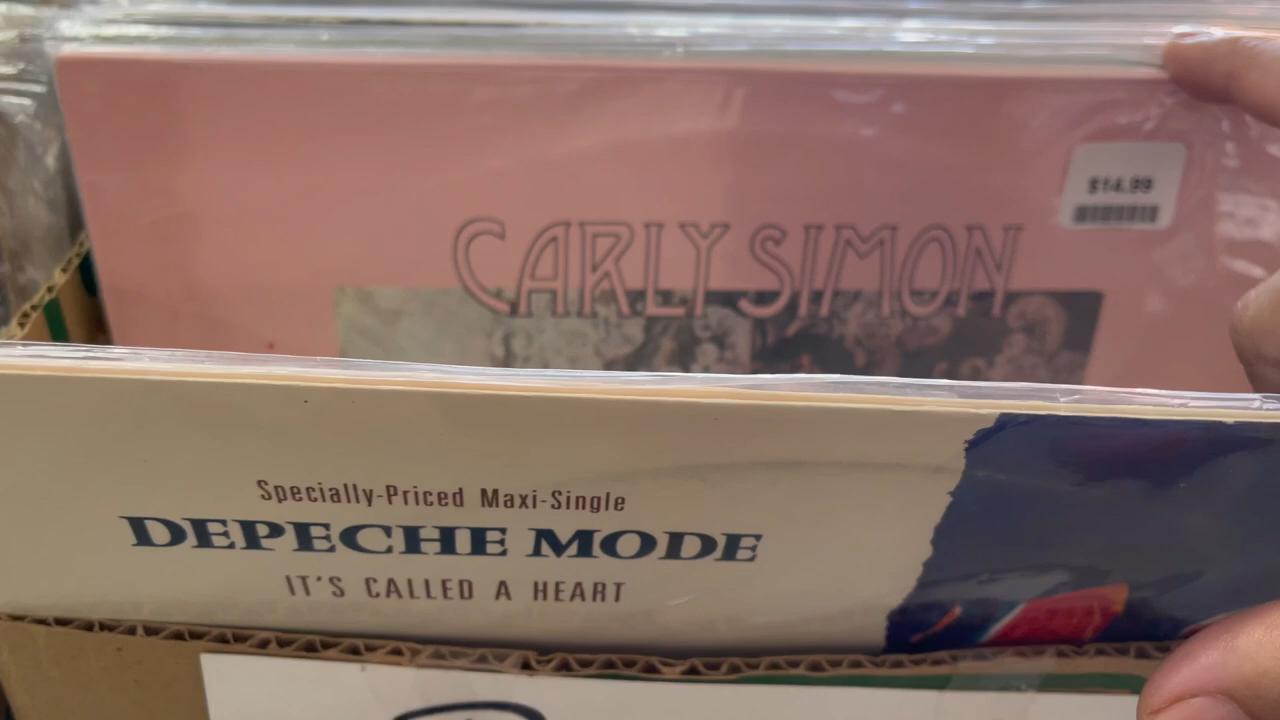 $14.99
CARLY SIMON
Specially-Priced Maxi-Single
DEPECHE MODE
IT'S CALLED A HEART